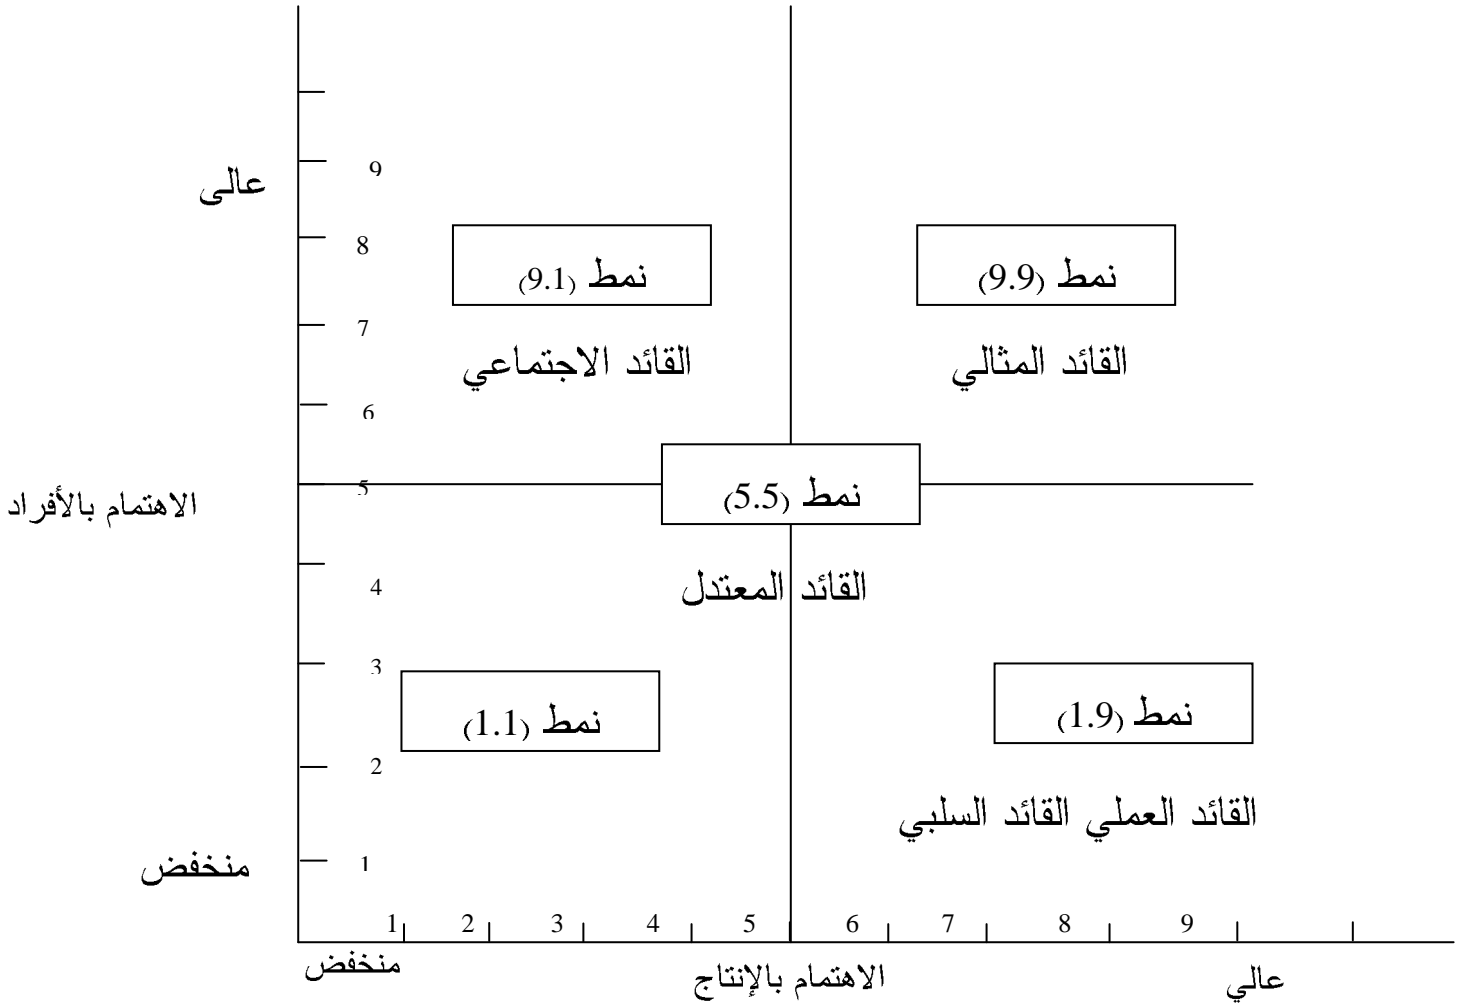 9
عالى
8
نمط (9.9)
نمط (9.1)
7
القائد المثالي
القائد الاجتماعي
6
5
نمط (5.5)
الاهتمام بالأفراد
4
القائد المعتدل
3
نمط (1.9)
نمط (1.1)
2
القائد العملي القائد السلبي
1
منخفض
1 2 3 4 5 6 7 8 9
منخفض
الاهتمام بالإنتاج
عالي